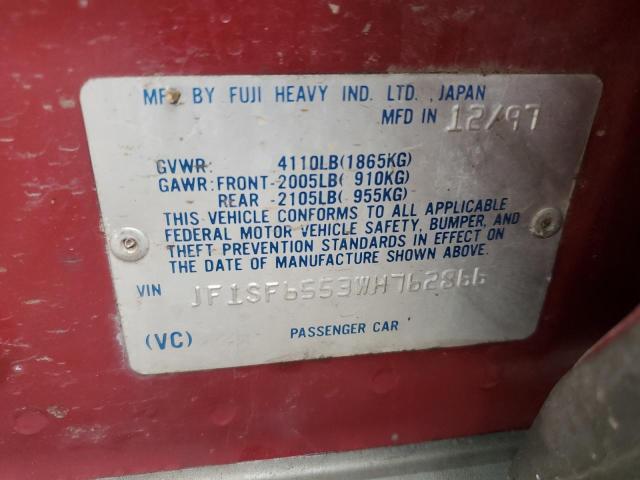 MFD BY FUJI HEAVY IND. LTD., JAPAN
MFD IN 12/97
GVWR: 4110LB(1865KG)
GAWR: FRONT-2005LB( 910KG)
REAR -2105LB( 955KG)
THIS VEHICLE CONFORMS TO ALL APPLICABLE
FEDERAL MOTOR VEHICLE SAFETY, BUMPER, AND
THEFT PREVENTION STANDARDS IN EFFECT ON
THE DATE OF MANUFACTURE SHOWN ABOVE.
VIN JF1SF6553WH762866
(VC) PASSENGER CAR